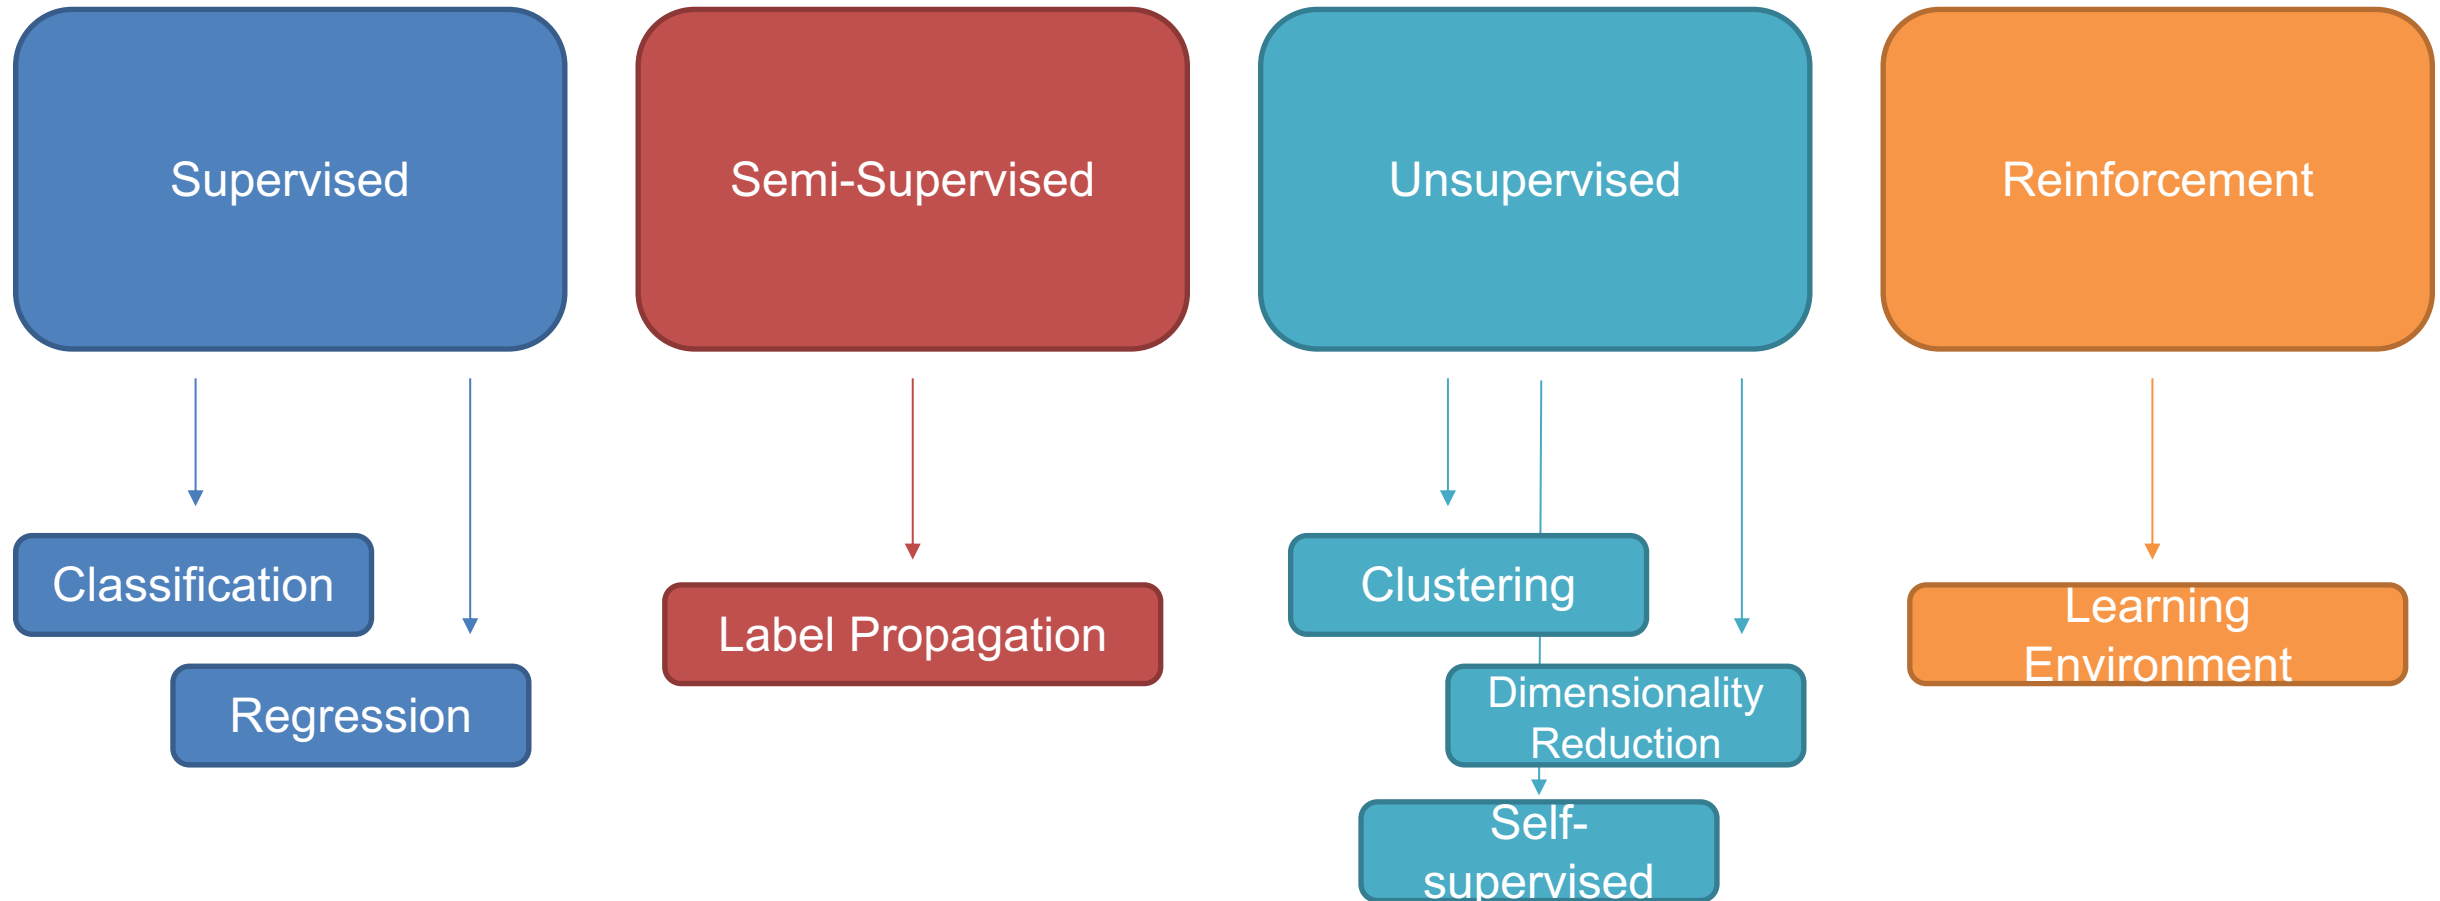 Supervised
Semi-Supervised
Unsupervised
Reinforcement
Classification
Regression
Label Propagation
Clustering
Dimensionality
Reduction
Self-
supervised
Learning
Environment